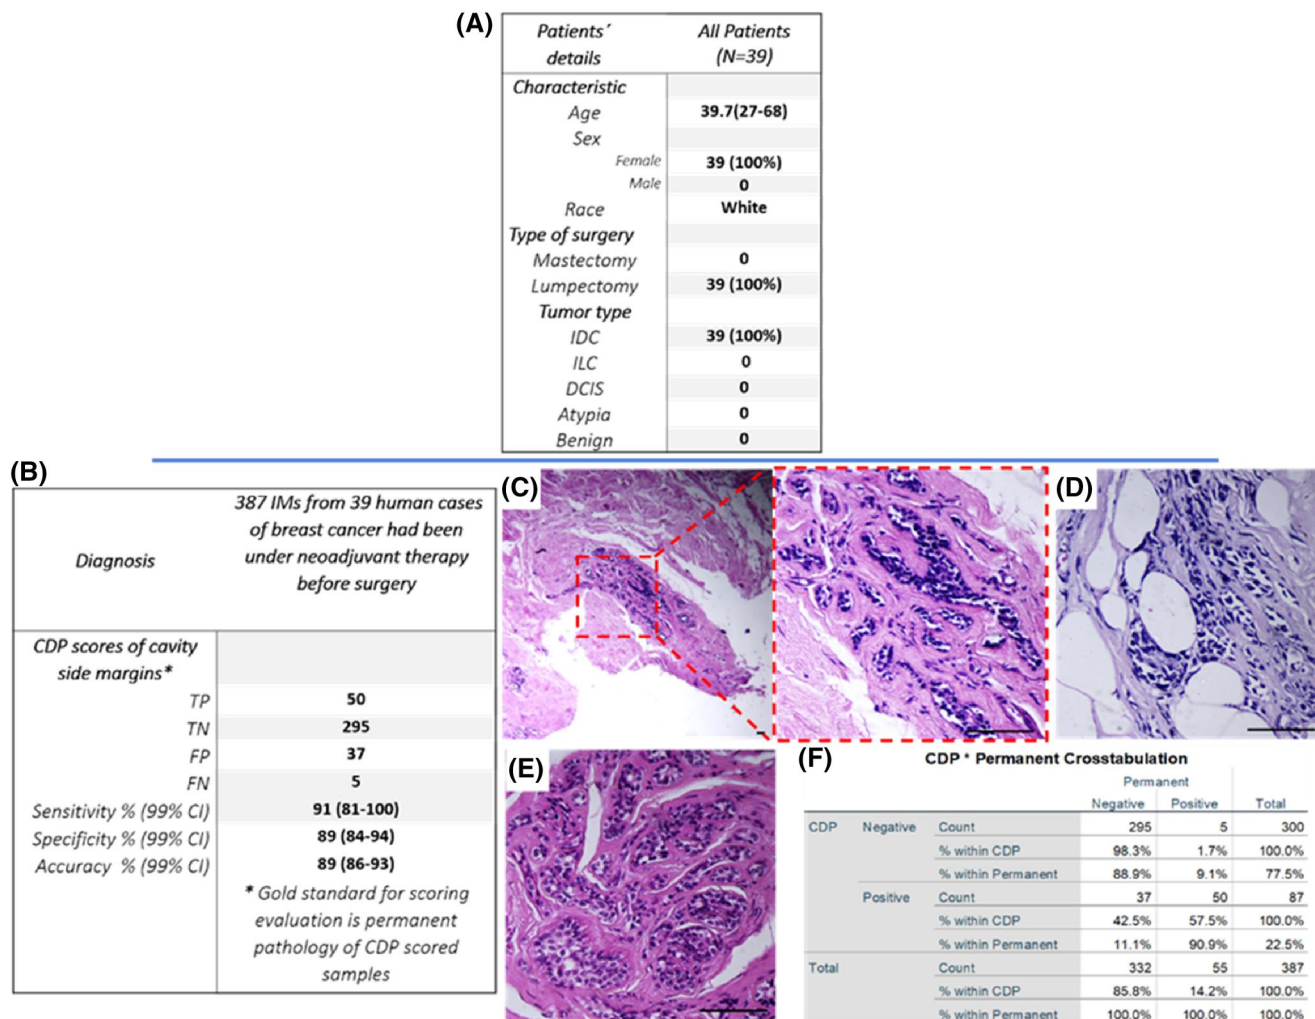 (A)
Patients´ details All Patients (N=39)
Characteristic
Age 39.7(27-68)
Sex
Female 39 (100%)
Male 0
Race White
Type of surgery
Mastectomy 0
Lumpectomy 39 (100%)
Tumor type
IDC 39 (100%)
ILC 0
DCIS 0
Atypia 0
Benign 0
(B)
Diagnosis
387 IMs from 39 human cases
of breast cancer had been
under neoadjuvant therapy
before surgery
CDP scores of cavity
side margins*
TP 50
TN 295
FP 37
FN 5
Sensitivity % (99% CI) 91 (81-100)
Specificity % (99% CI) 89 (84-94)
Accuracy % (99% CI) 89 (86-93)
* Gold standard for scoring
evaluation is permanent
pathology of CDP scored
samples
(C)
(D)
(E)
(F)
CDP * Permanent Crosstabulation
Permanent
Negative Positive Total
CDP Negative Count 295 5 300
% within CDP 98.3% 1.7% 100.0%
% within Permanent 88.9% 9.1% 77.5%
Positive Count 37 50 87
% within CDP 42.5% 57.5% 100.0%
% within Permanent 11.1% 90.9% 22.5%
Total Count 332 55 387
% within CDP 85.8% 14.2% 100.0%
% within Permanent 100.0% 100.0% 100.0%